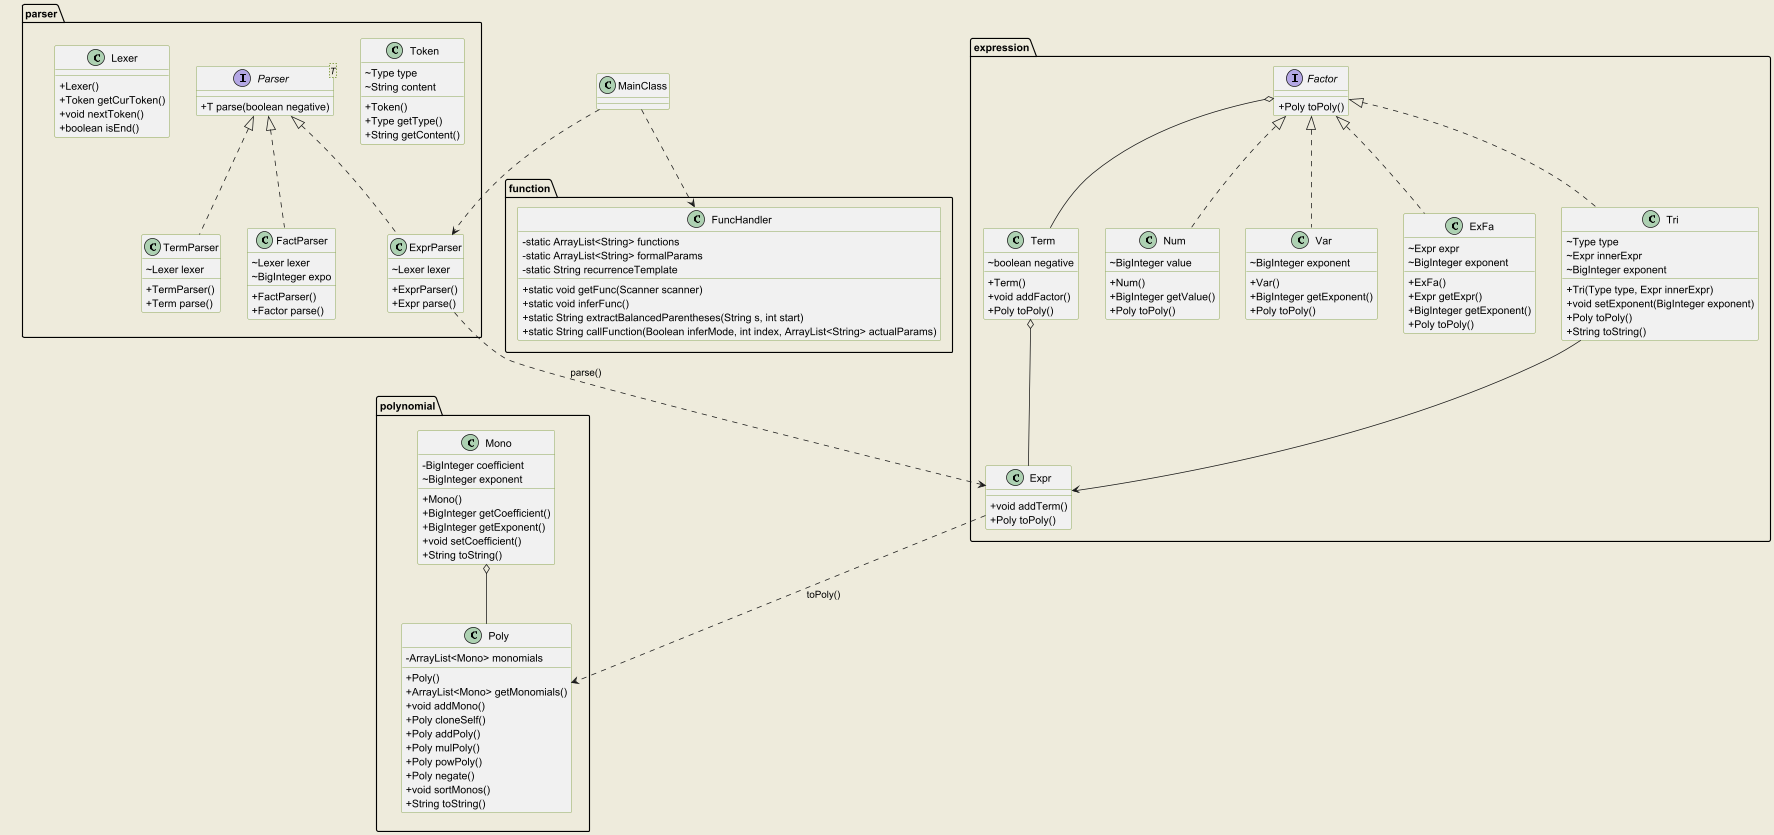 parser
Lexer
+Lexer()
+Token getCurToken()
+void nextToken()
+boolean isEnd()
Parser
T
+T parse(boolean negative)
Token
~Type type
~String content
+Token()
+Type getType()
+String getContent()
TermParser
~Lexer lexer
+TermParser()
+Term parse()
FactParser
~Lexer lexer
~BigInteger expo
+FactParser()
+Factor parse()
ExprParser
~Lexer lexer
+ExprParser()
+Expr parse()
MainClass
function
FuncHandler
-static ArrayList<String> functions
-static ArrayList<String> formalParams
-static String recurrenceTemplate
+static void getFunc(Scanner scanner)
+static void inferFunc()
+static String extractBalancedParentheses(String s, int start)
+static String callFunction(Boolean inferMode, int index, ArrayList<String> actualParams)
expression
Factor
+Poly toPoly()
Term
~boolean negative
+Term()
+void addFactor()
+Poly toPoly()
Num
~BigInteger value
+Num()
+BigInteger getValue()
+Poly toPoly()
Var
~BigInteger exponent
+Var()
+BigInteger getExponent()
+Poly toPoly()
ExFa
~Expr expr
~BigInteger exponent
+ExFa()
+Expr getExpr()
+BigInteger getExponent()
+Poly toPoly()
Tri
~Type type
~Expr innerExpr
~BigInteger exponent
+Tri(Type type, Expr innerExpr)
+void setExponent(BigInteger exponent)
+Poly toPoly()
+String toString()
Expr
+void addTerm()
+Poly toPoly()
parse()
toPoly()
polynomial
Mono
-BigInteger coefficient
~BigInteger exponent
+Mono()
+BigInteger getCoefficient()
+BigInteger getExponent()
+void setCoefficient()
+String toString()
Poly
-ArrayList<Mono> monomials
+Poly()
+ArrayList<Mono> getMonomials()
+void addMono()
+Poly cloneSelf()
+Poly addPoly()
+Poly mulPoly()
+Poly powPoly()
+Poly negate()
+void sortMonos()
+String toString()